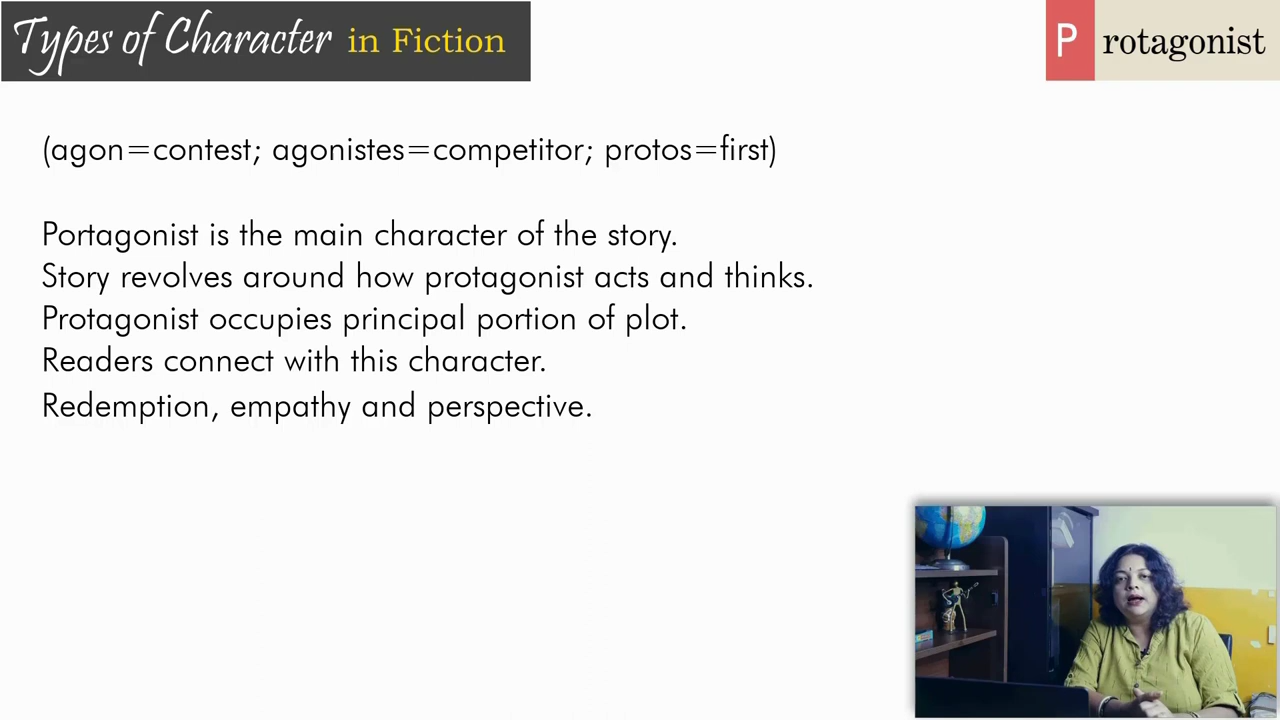 Types of Character in Fiction
Protagonist
(agon=contest; agonistes=competitor; protos=first)
Portagonist is the main character of the story.
Story revolves around how protagonist acts and thinks.
Protagonist occupies principal portion of plot.
Readers connect with this character.
Redemption, empathy and perspective.